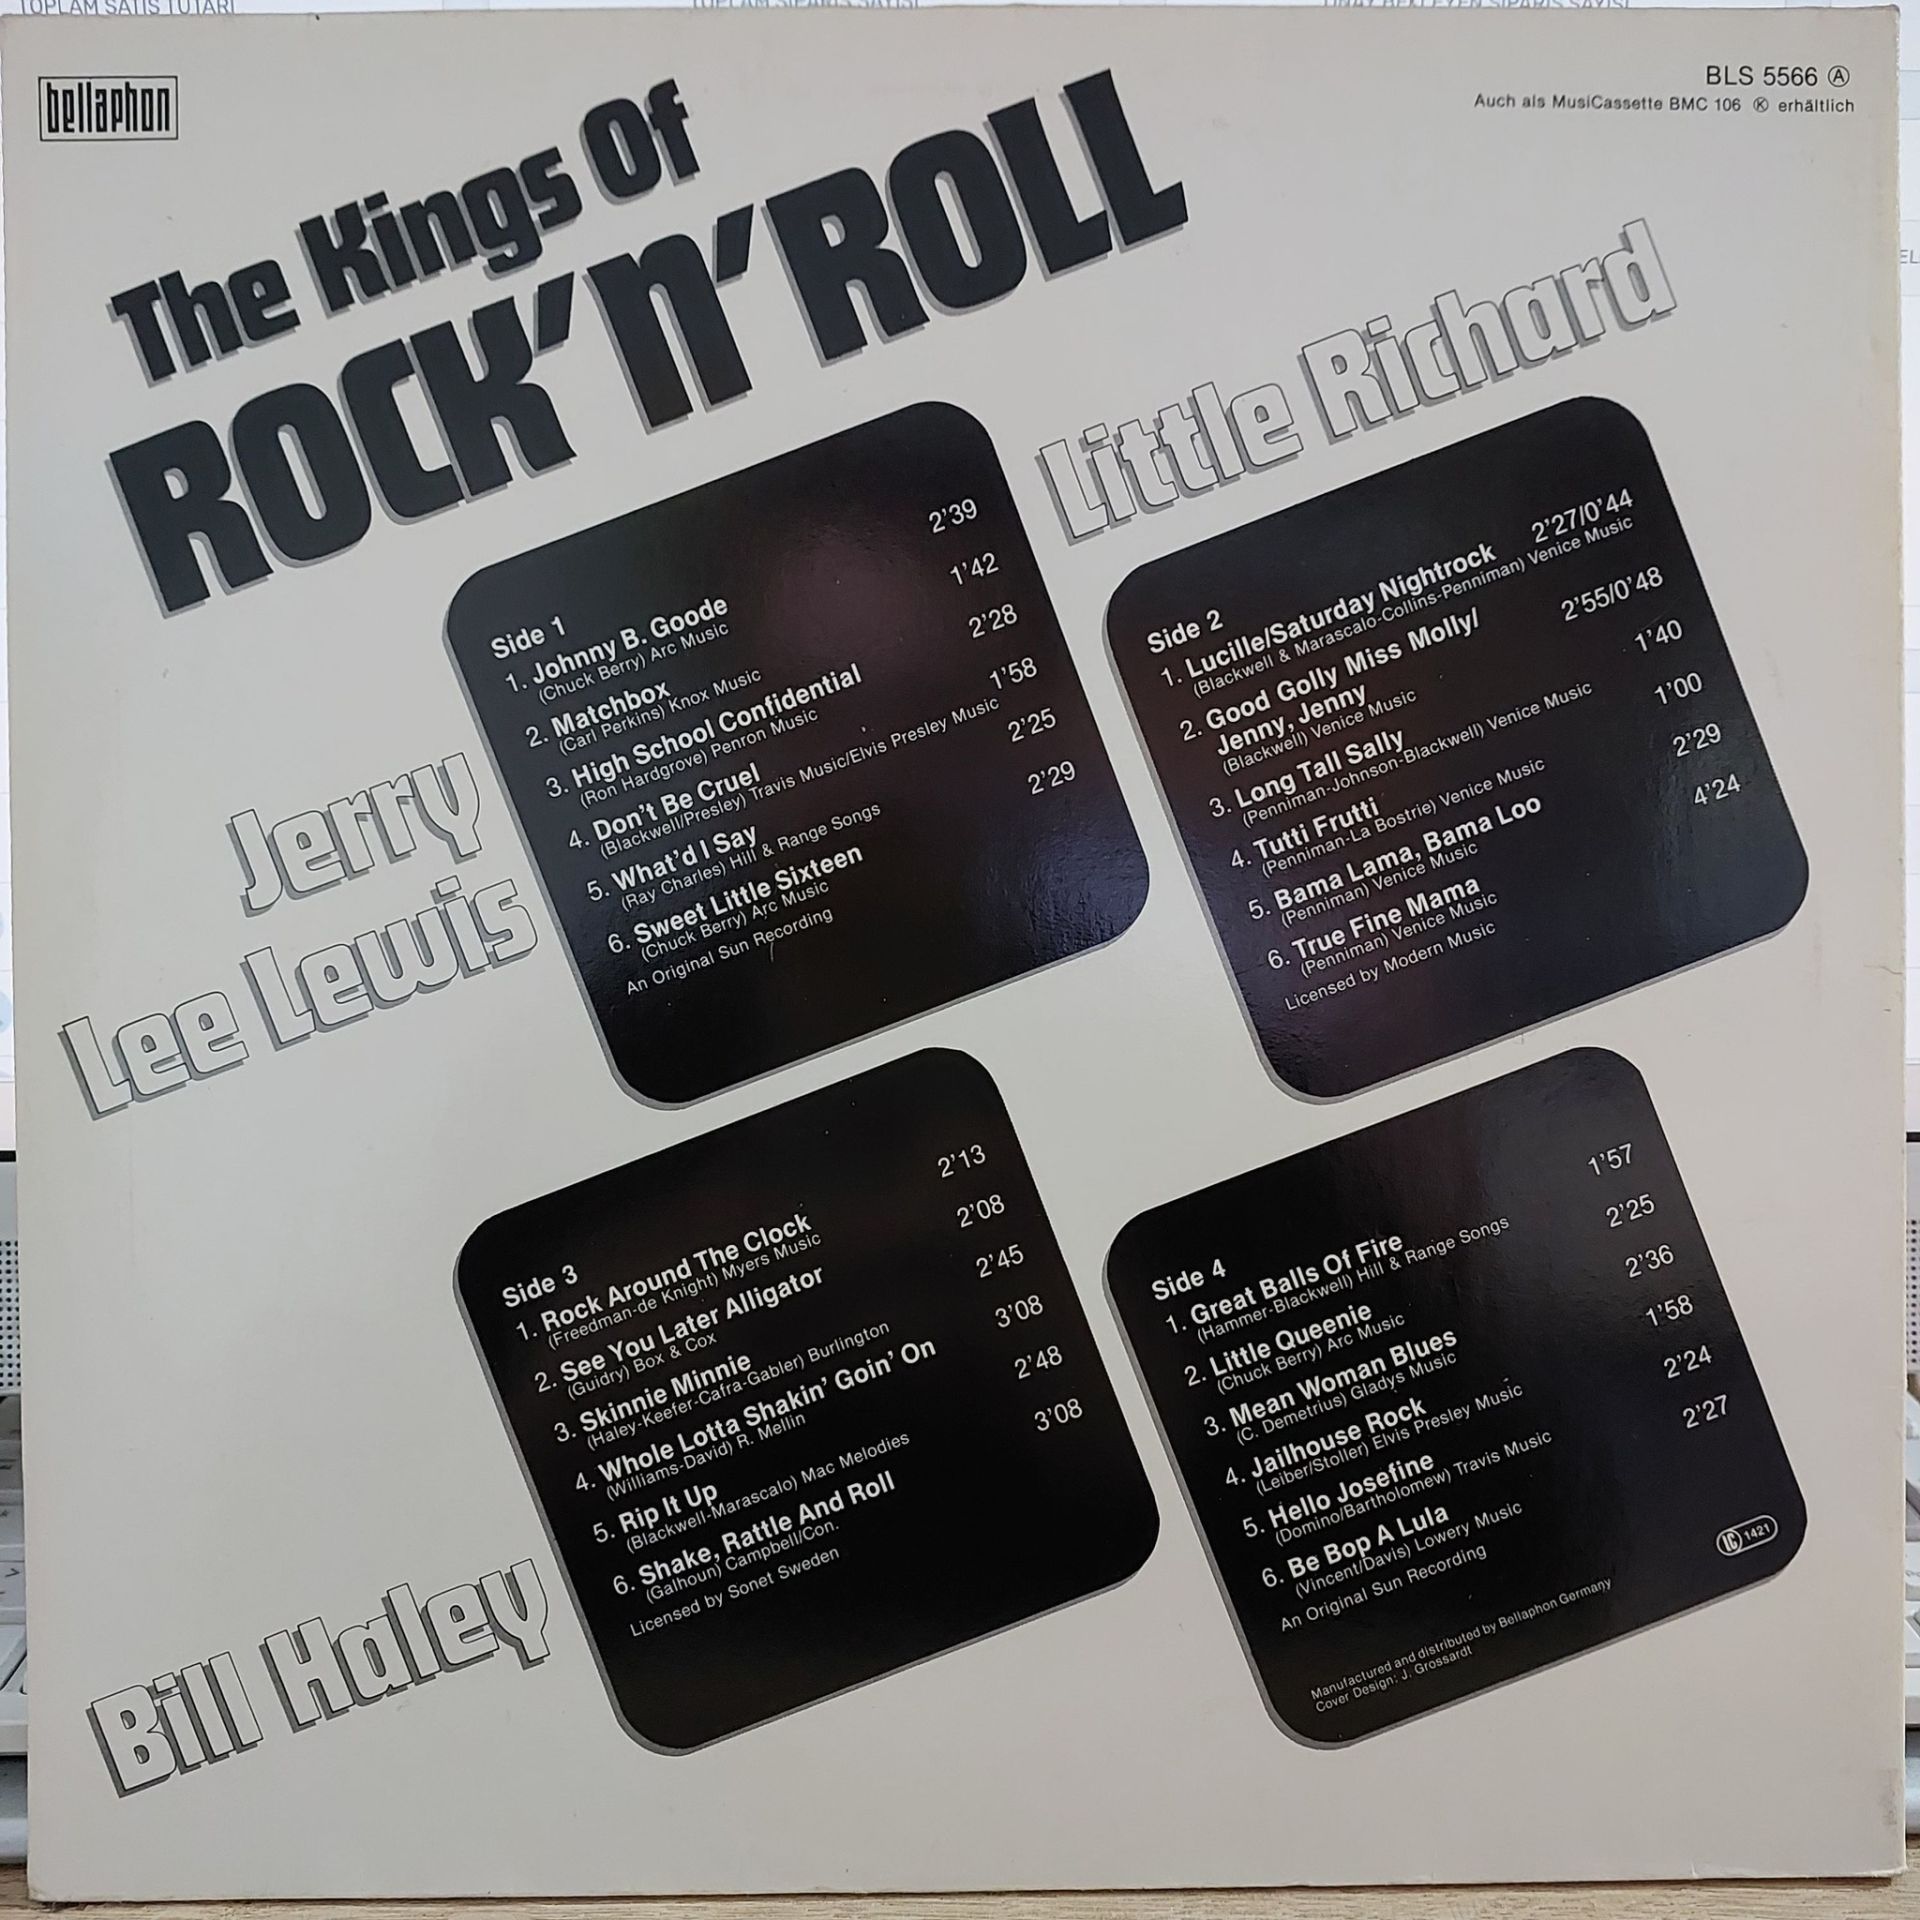 TOPLAM SATIŞ TUTARI
TOPLAM SİPARİŞ SAYISI
ONAY BEKLEYEN SİPARİŞ SAYISI
bellaphon
BLS 5566 Ⓐ
Auch als MusiCassette BMC 106 Ⓚ erhältlich
The Kings Of
ROCK'n'ROLL
Jerry
Lee Lewis
Side 1
1. Johnny B. Goode 2'39
(Chuck Berry) Arc Music
2. Matchbox 1'42
(Carl Perkins) Knox Music
3. High School Confidential 2'28
(Ron Hardgrove) Penron Music
4. Don't Be Cruel 1'58
(Blackwell/Presley) Travis Music/Elvis Presley Music
5. What'd I Say 2'25
(Ray Charles) Hill & Range Songs
6. Sweet Little Sixteen 2'29
(Chuck Berry) Arc Music
An Original Sun Recording
Little Richard
Side 2
1. Lucille/Saturday Nightrock 2'27/0'44
(Blackwell & Marascalo-Collins-Penniman) Venice Music
2. Good Golly Miss Molly/
Jenny, Jenny 2'55/0'48
(Blackwell) Venice Music
3. Long Tall Sally 1'40
(Penniman-Johnson-Blackwell) Venice Music
4. Tutti Frutti 1'00
(Penniman-La Bostrie) Venice Music
5. Bama Lama, Bama Loo 2'29
(Penniman) Venice Music
6. True Fine Mama 4'24
(Penniman) Venice Music
Licensed by Modern Music
Bill Haley
Side 3
1. Rock Around The Clock 2'13
(Freedman-de Knight) Myers Music
2. See You Later Alligator 2'08
(Guidry) Box & Cox
3. Skinnie Minnie 2'45
(Haley-Keefer-Cafra-Gabler) Burlington
4. Whole Lotta Shakin' Goin' On 3'08
(Williams-David) R. Mellin
5. Rip It Up 2'48
(Blackwell-Marascalo) Mac Melodies
6. Shake, Rattle And Roll 3'08
(Galhoun) Campbell/Con.
Licensed by Sonet Sweden
Side 4
1. Great Balls Of Fire 1'57
(Hammer-Blackwell) Hill & Range Songs
2. Little Queenie 2'25
(Chuck Berry) Arc Music
3. Mean Woman Blues 2'36
(C. Demetrius) Gladys Music
4. Jailhouse Rock 1'58
(Leiber/Stoller) Elvis Presley Music
5. Hello Josefine 2'24
(Domino/Bartholomew) Travis Music
6. Be Bop A Lula 2'27
(Vincent/Davis) Lowery Music
An Original Sun Recording
LC 1421
Manufactured and distributed by Bellaphon Germany
Cover Design: J. Grossardt